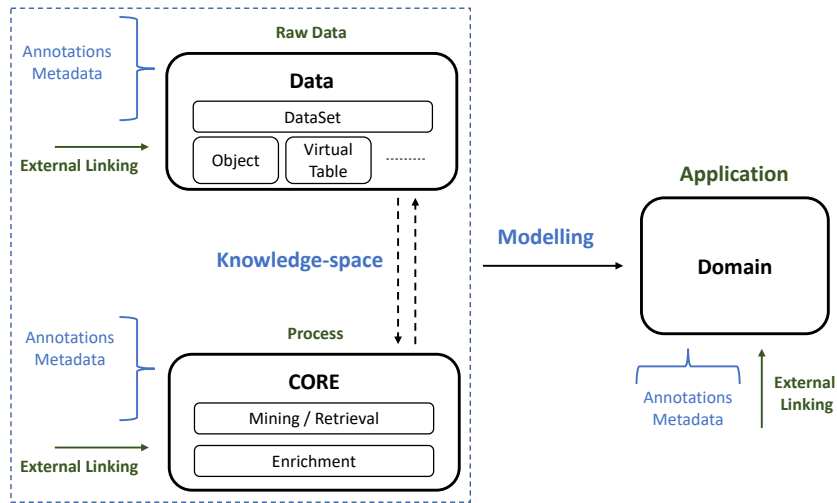 Raw Data
Annotations
Metadata
Data
DataSet
External Linking
Object
Virtual
Table
Knowledge-space
Annotations
Metadata
Process
CORE
Mining / Retrieval
External Linking
Enrichment
Modelling
Application
Domain
Annotations
Metadata
External
Linking